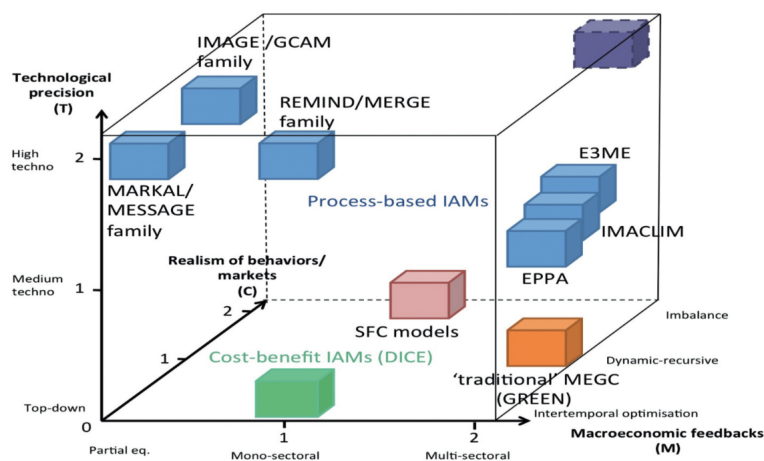 IMAGE /GCAM
family
Technological
precision (T)
REMIND/MERGE
family
High
techno
2
E3ME
MARKAL/
MESSAGE
family
Process-based IAMs
IMACLIM
Realism of behaviors/
markets
(C)
EPPA
Medium
techno
1
2
SFC models
Imbalance
1
Cost-benefit IAMs (DICE)
Dynamic-recursive
'traditional' MEGC
(GREEN)
Top-down
0
Intertemporal optimisation
1
2
Macroeconomic feedbacks
(M)
Partial eq.
Mono-sectoral
Multi-sectoral